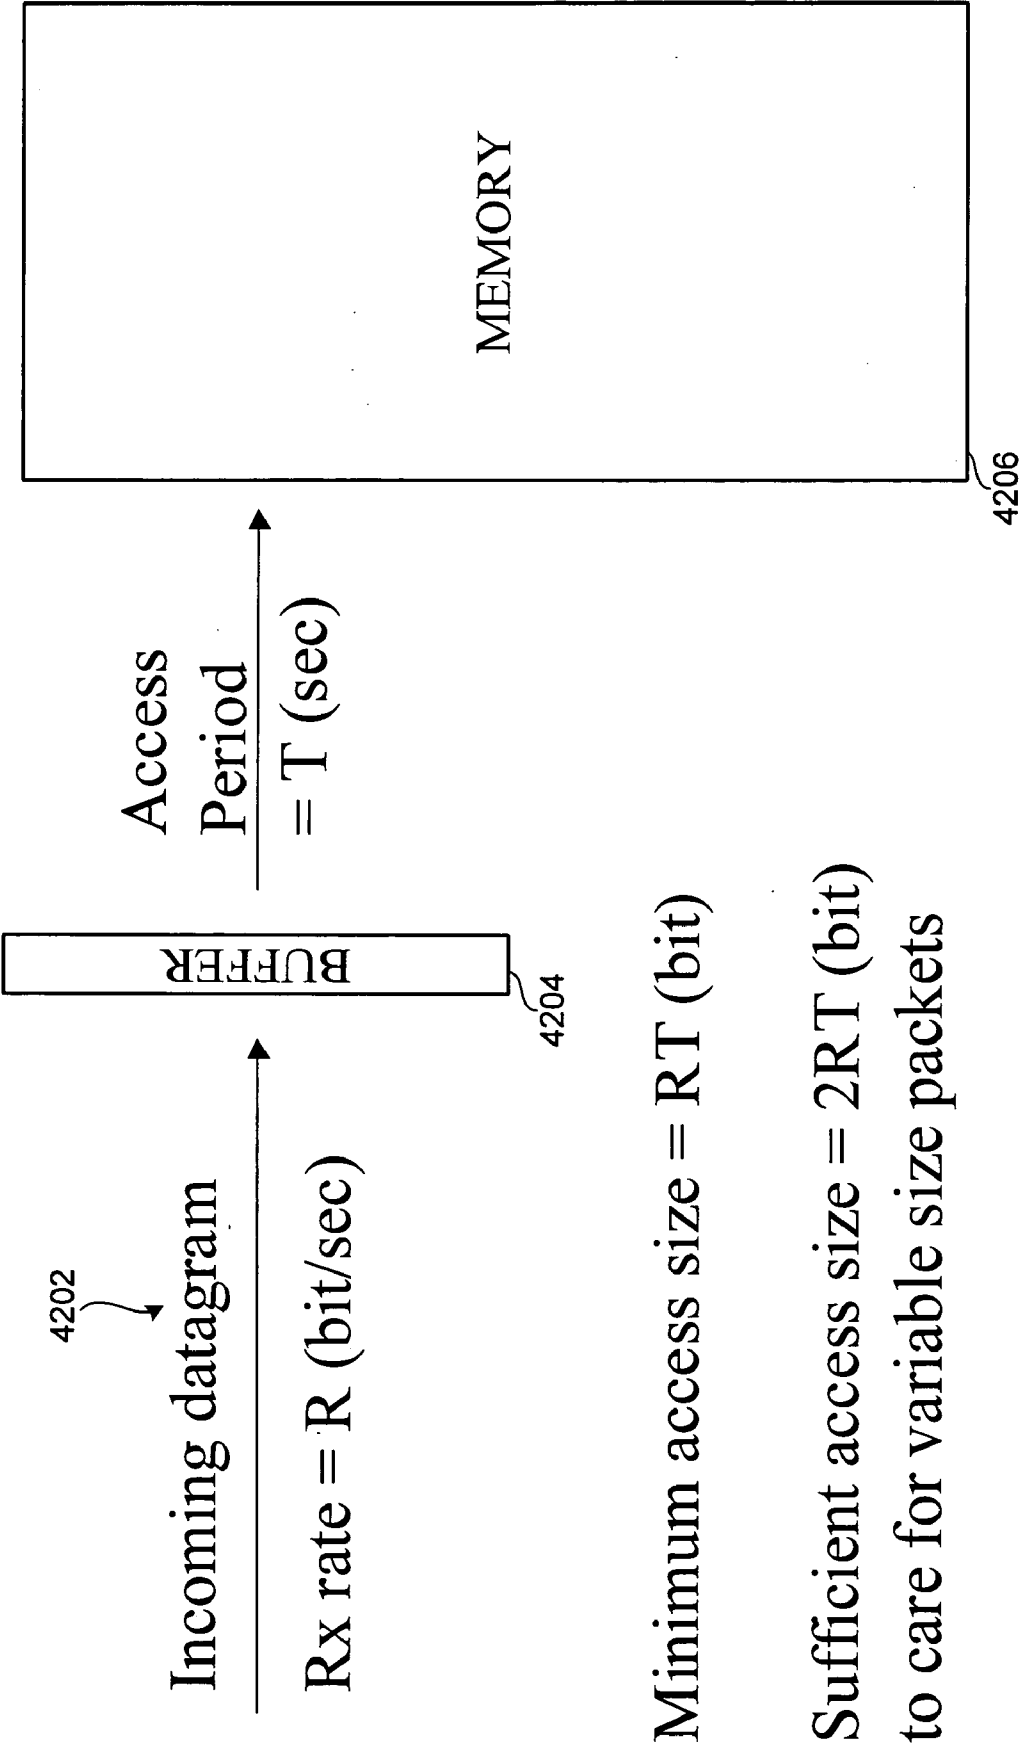 4202
Incoming datagram
Rx rate = R (bit/sec)
BUFFER
4204
Access
Period
= T (sec)
MEMORY
4206
Minimum access size = RT (bit)
Sufficient access size = 2RT (bit)
to care for variable size packets